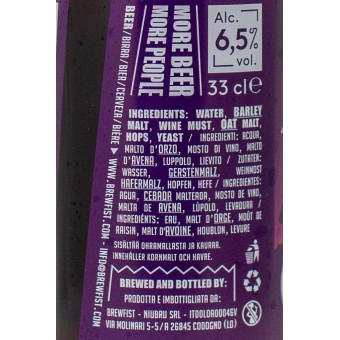 MORE BEER
MORE PEOPLE
BEER / BIRRA / BIER / CERVEZA / BIÈRE
WWW.BREWFIST.COM - INFO@BREWFIST.COM
Alc.
6,5%
vol.
33 cl e
INGREDIENTS: WATER, BARLEY
MALT, WINE MUST, OAT MALT,
HOPS, YEAST / INGREDIENTI: ACQUA,
MALTO D'ORZO, MOSTO DI VINO, MALTO
D'AVENA, LUPPOLO, LIEVITO / ZUTATEN:
WASSER, GERSTENMALZ, WEINMOST,
HAFERMALZ, HOPFEN, HEFE / INGREDIENTES:
AGUA, CEBADA MALTEADA, MOSTO DE VINO,
MALTA DE AVENA, LÚPOLO, LEVADURA /
INGRÉDIENTS: EAU, MALT D'ORGE, MOÛT DE
RAISIN, MALT D'AVOINE, HOUBLON, LEVURE
SISÄLTÄÄ OHRAMALLASTA JA KAURAA.
INNEHÅLLER KORNMALT OCH HAVRE.
BREWED AND BOTTLED BY:
PRODOTTA E IMBOTTIGLIATA DA:
BREWFIST - NIUBAU SRL - IT00LOA00046V
VIA MOLINARI 5-5/A 26845 CODOGNO (LO)